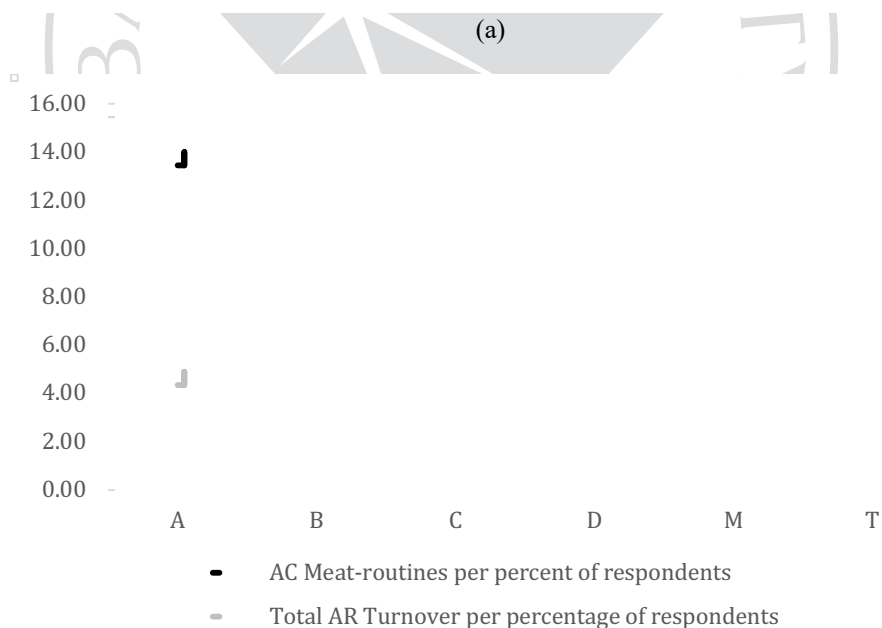 (a)
16.00
14.00
12.00
10.00
8.00
6.00
4.00
2.00
0.00
A B C D M T
AC Meat-routines per percent of respondents
Total AR Turnover per percentage of respondents